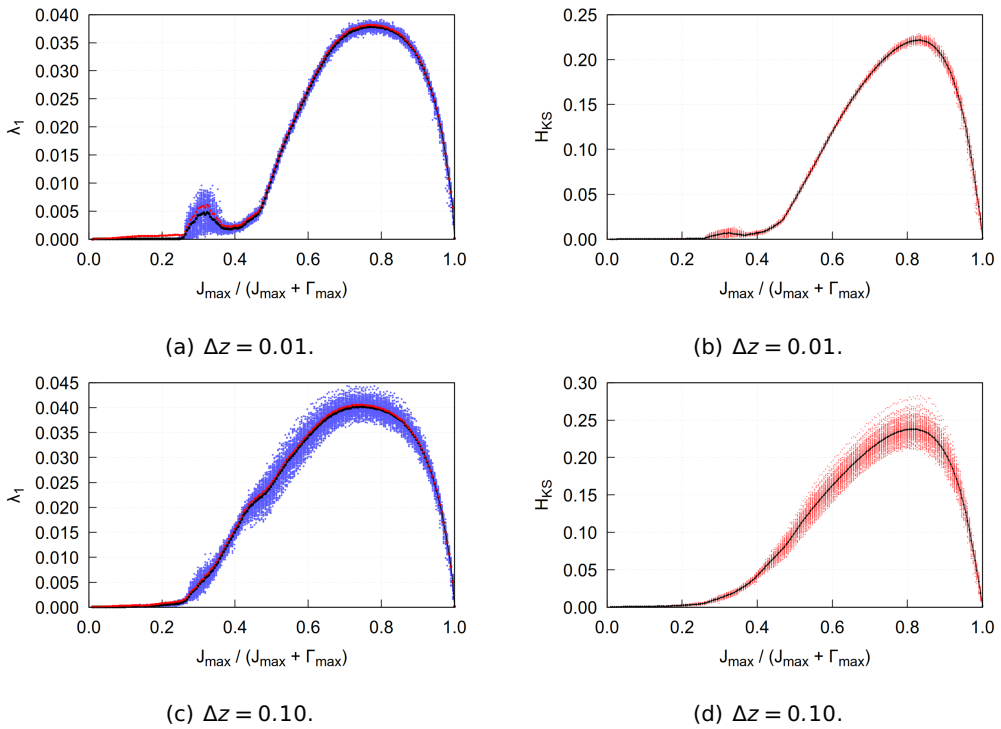 0.040
0.035
0.030
0.025
0.020
0.015
0.010
0.005
0.000
λ1
0.0 0.2 0.4 0.6 0.8 1.0
Jmax / (Jmax + Γmax)
(a) Δz = 0.01.
0.25
0.20
0.15
0.10
0.05
0.00
HKS
0.0 0.2 0.4 0.6 0.8 1.0
Jmax / (Jmax + Γmax)
(b) Δz = 0.01.
0.045
0.040
0.035
0.030
0.025
0.020
0.015
0.010
0.005
0.000
λ1
0.0 0.2 0.4 0.6 0.8 1.0
Jmax / (Jmax + Γmax)
(c) Δz = 0.10.
0.30
0.25
0.20
0.15
0.10
0.05
0.00
HKS
0.0 0.2 0.4 0.6 0.8 1.0
Jmax / (Jmax + Γmax)
(d) Δz = 0.10.